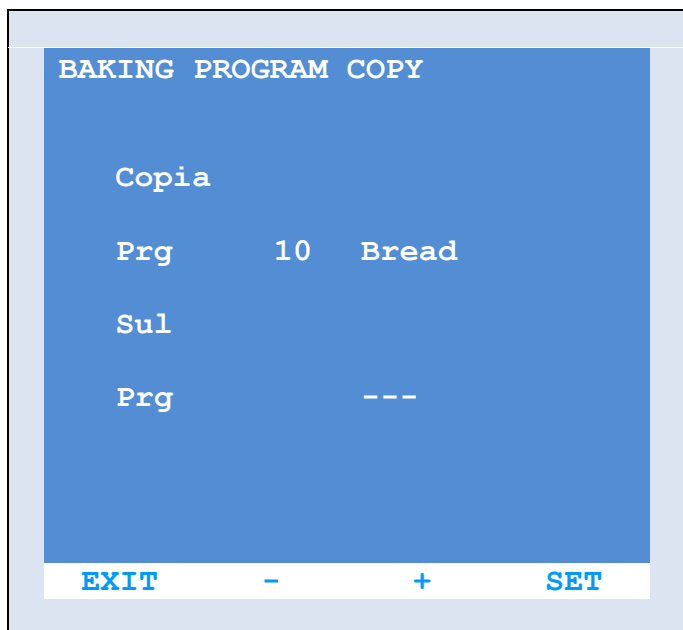 BAKING PROGRAM COPY
Copia
Prg 10 Bread
Sul
Prg ---
EXIT - + SET